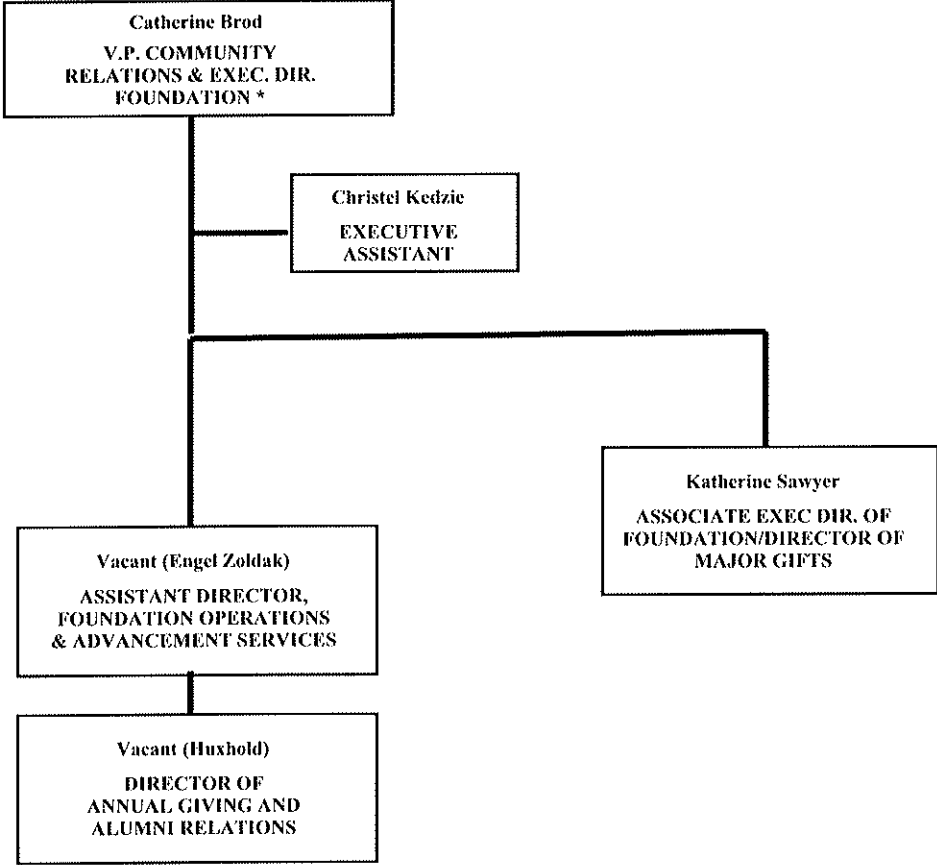 Catherine Brod
V.P. COMMUNITY
RELATIONS & EXEC. DIR.
FOUNDATION *
Christel Kedzie
EXECUTIVE
ASSISTANT
Katherine Sawyer
ASSOCIATE EXEC DIR. OF
FOUNDATION/DIRECTOR OF
MAJOR GIFTS
Vacant (Engel Zoldak)
ASSISTANT DIRECTOR,
FOUNDATION OPERATIONS
& ADVANCEMENT SERVICES
Vacant (Huxhold)
DIRECTOR OF
ANNUAL GIVING AND
ALUMNI RELATIONS